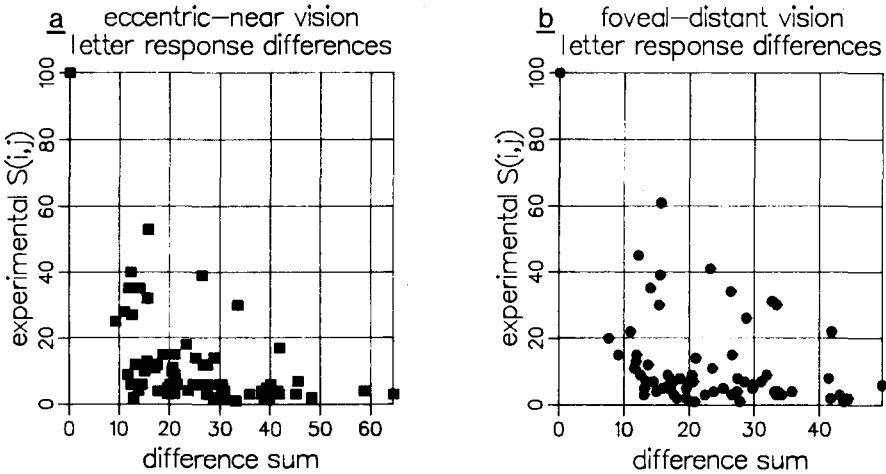 a eccentric-near vision
letter response differences
experimental S(i,j)
100
80
60
40
20
0
0 10 20 30 40 50 60
difference sum
b foveal-distant vision
letter response differences
experimental S(i,j)
100
80
60
40
20
0
0 10 20 30 40
difference sum